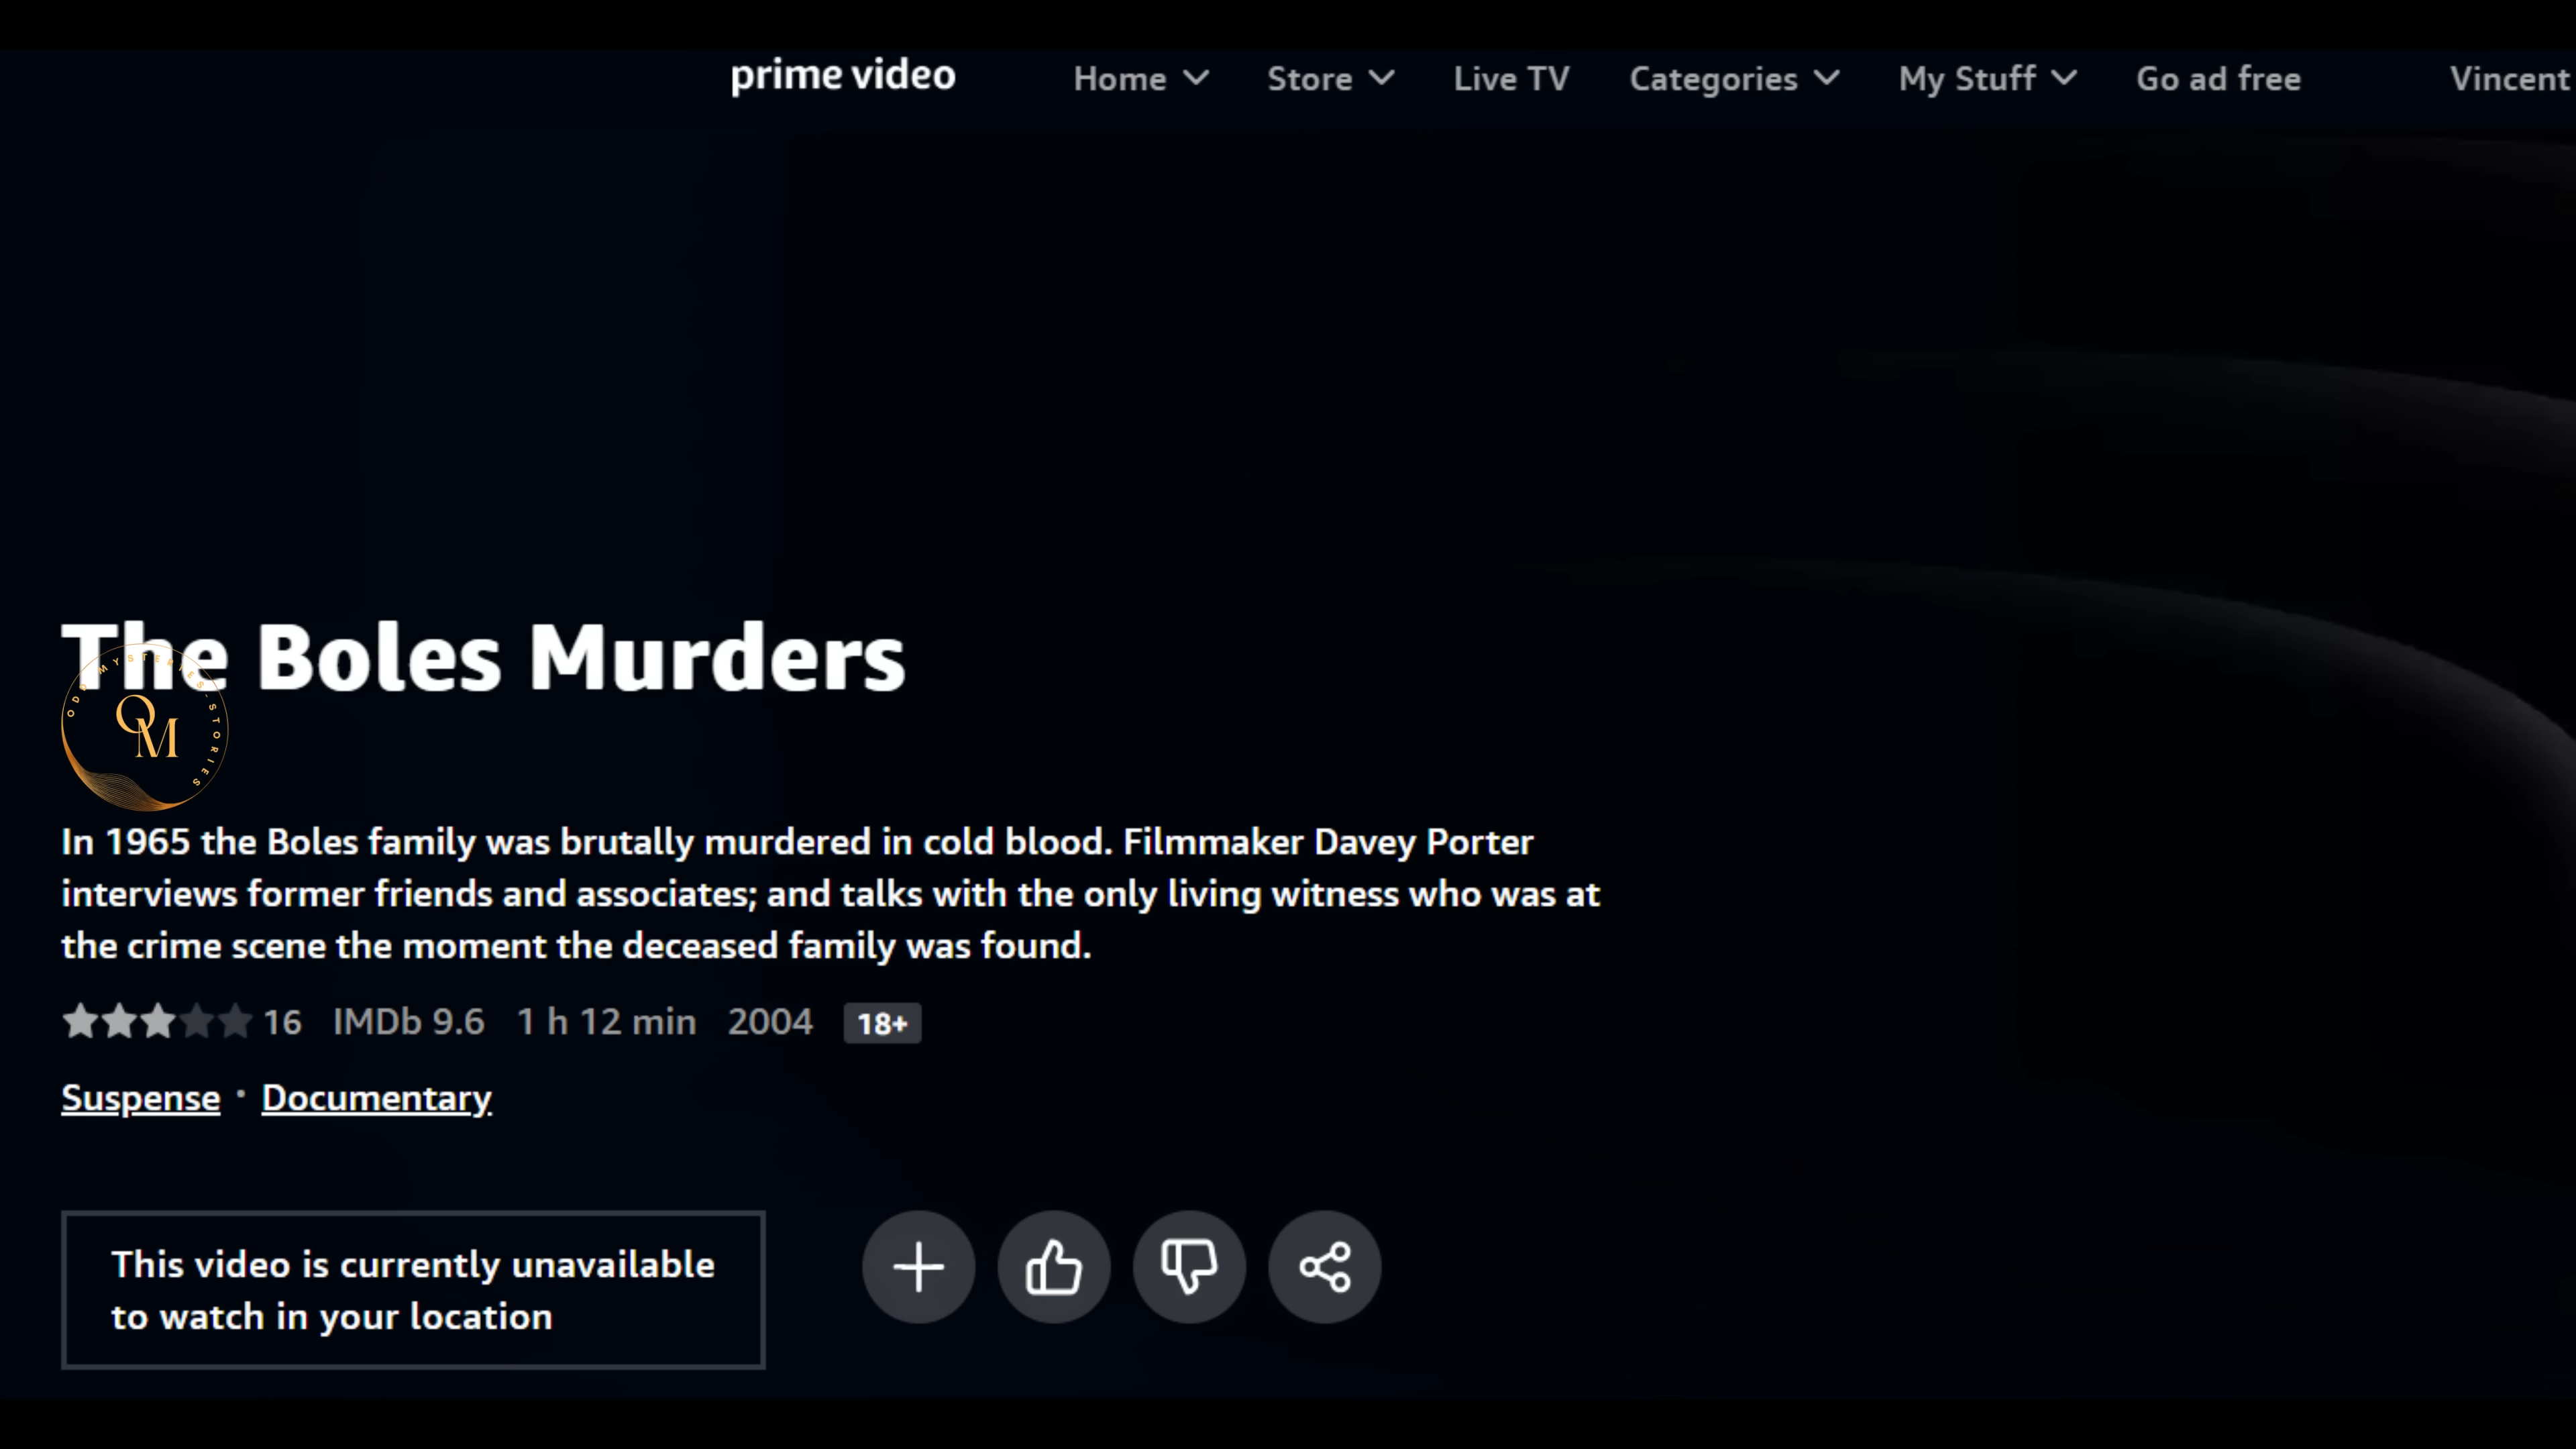 prime video Home Store Live TV Categories My Stuff Go ad free Vincent
The Boles Murders
ODD MYSTERIES-STORIES
OM
In 1965 the Boles family was brutally murdered in cold blood. Filmmaker Davey Porter
interviews former friends and associates; and talks with the only living witness who was at
the crime scene the moment the deceased family was found.
16 IMDb 9.6 1 h 12 min 2004 18+
Suspense · Documentary
This video is currently unavailable
to watch in your location